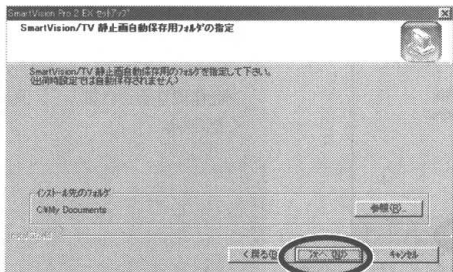 SmartVision Pro 2 EX セットアップ
SmartVision/TV 静止画自動保存用フォルダの指定
SmartVision/TV 静止画自動保存用のフォルダを指定して下さい。
(出荷時設定では自動保存されません)
インストール先のフォルダ
C:¥My Documents
参照(R)...
< 戻る(B)
次へ(N) >
キャンセル